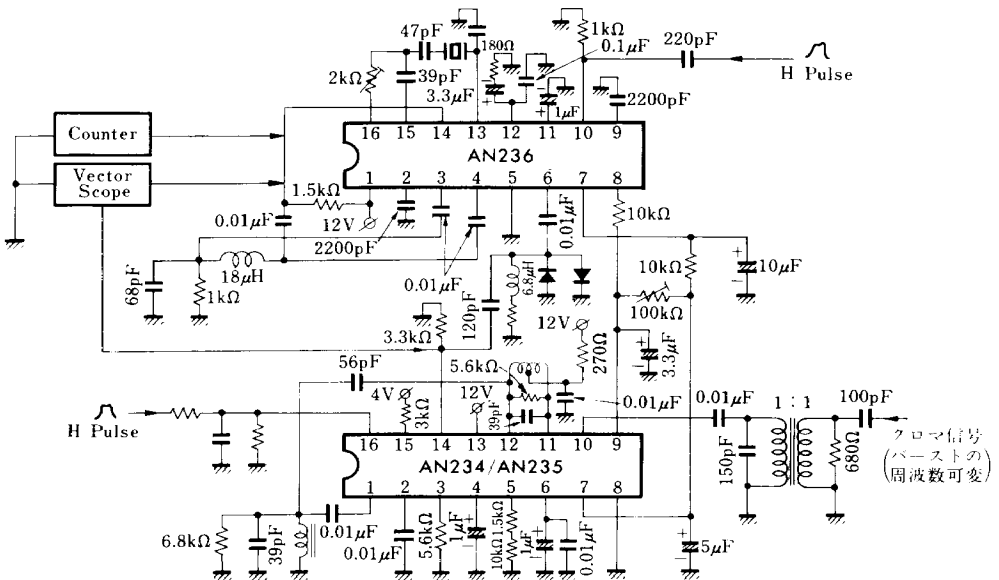 47pF
180Ω
1kΩ
0.1μF
220pF
H Pulse
2kΩ
39pF
3.3μF
+
−
−
1μF
+
2200pF
16 15 14 13 12 11 10 9
AN236
1 2 3 4 5 6 7 8
Counter
Vector
Scope
1.5kΩ
12V
0.01μF
2200pF
0.01μF
0.01μF
10kΩ
68pF
18μH
1kΩ
120pF
6.8μH
10kΩ
+
10μF
−
100kΩ
12V
270Ω
+
3.3μF
−
3.3kΩ
56pF
5.6kΩ
4V
3kΩ
12V
39pF
0.01μF
0.01μF
1 : 1
100pF
H Pulse
150pF
680Ω
クロマ信号
(バーストの
周波数可変)
16 15 14 13 12 11 10 9
AN234/AN235
1 2 3 4 5 6 7 8
6.8kΩ
39pF
0.01μF
0.01μF
5.6kΩ
1μF
+
−
10kΩ 1.5kΩ
1μF
+
−
0.01μF
+
5μF
−